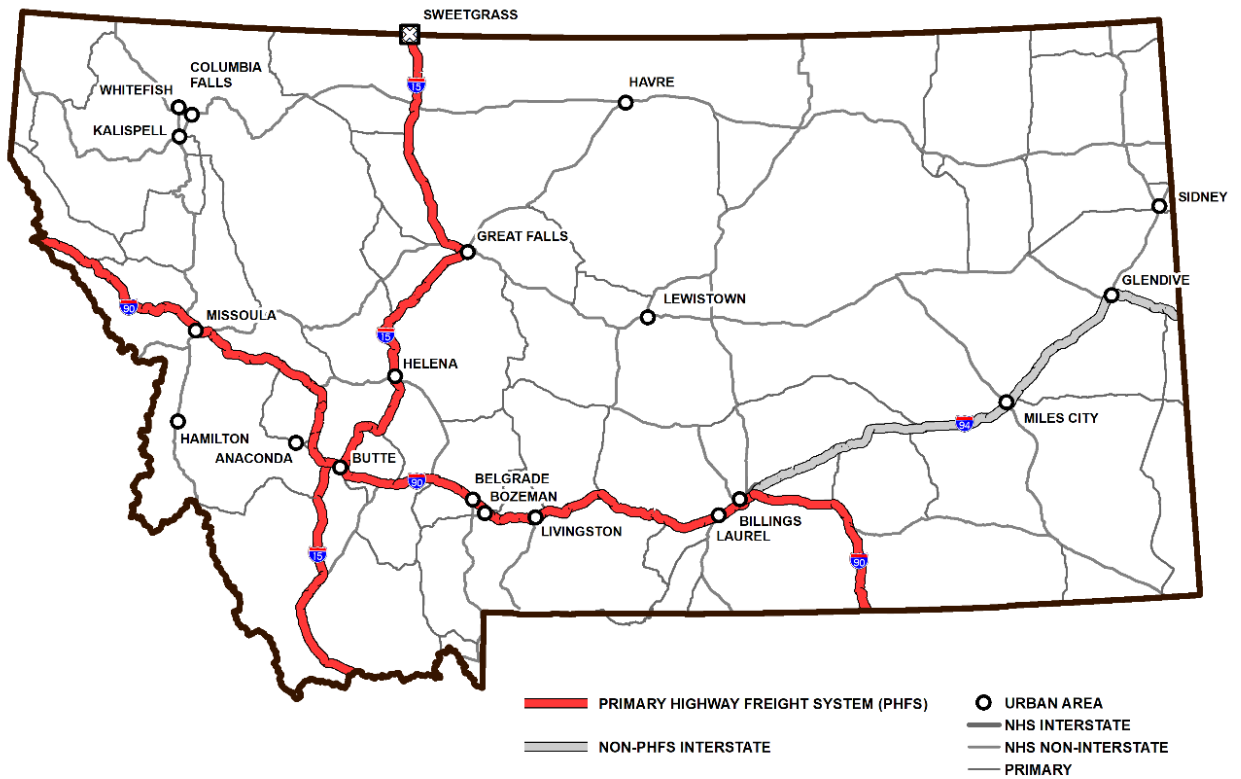 SWEETGRASS
15
COLUMBIA
FALLS
WHITEFISH
HAVRE
KALISPELL
SIDNEY
GREAT FALLS
GLENDIVE
LEWISTOWN
90
MISSOULA
15
HELENA
MILES CITY
94
HAMILTON
ANACONDA
BUTTE
90
BELGRADE
BOZEMAN
LIVINGSTON
BILLINGS
LAUREL
15
90
PRIMARY HIGHWAY FREIGHT SYSTEM (PHFS)
NON-PHFS INTERSTATE
URBAN AREA
NHS INTERSTATE
NHS NON-INTERSTATE
PRIMARY